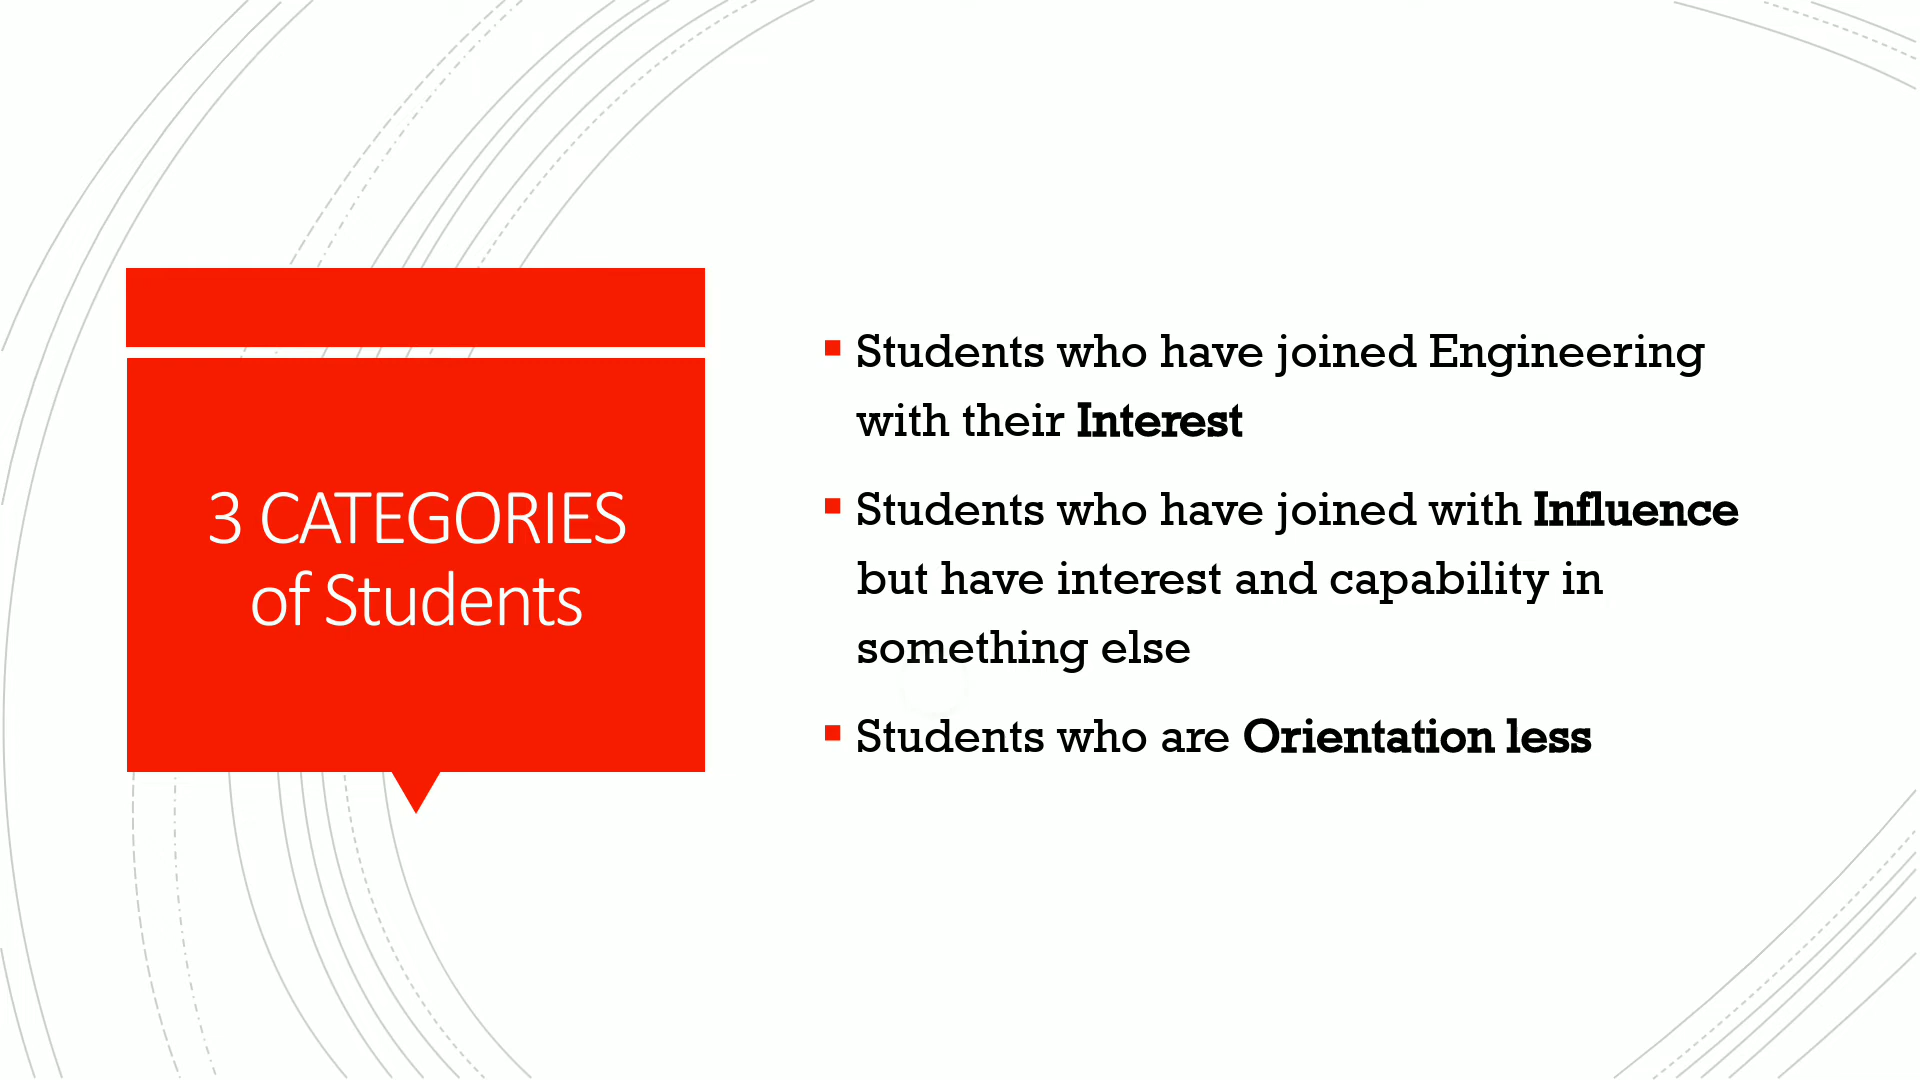 3 CATEGORIES
of Students
Students who have joined Engineering
with their Interest
Students who have joined with Influence
but have interest and capability in
something else
Students who are Orientation less